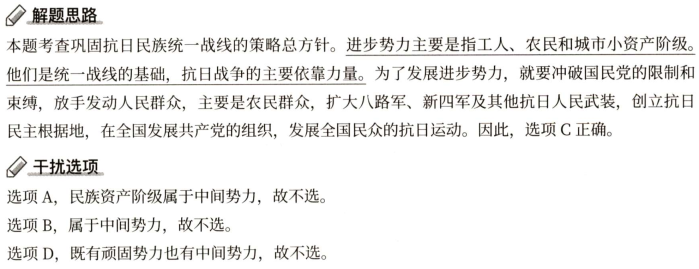 解题思路
本题考查巩固抗日民族统一战线的策略总方针。进步势力主要是指工人、农民和城市小资产阶级。
他们是统一战线的基础，抗日战争的主要依靠力量。为了发展进步势力，就要冲破国民党的限制和
束缚，放手发动人民群众，主要是农民群众，扩大八路军、新四军及其他抗日人民武装，创立抗日
民主根据地，在全国发展共产党的组织，发展全国民众的抗日运动。因此，选项 C 正确。
干扰选项
选项 A，民族资产阶级属于中间势力，故不选。
选项 B，属于中间势力，故不选。
选项 D，既有顽固势力也有中间势力，故不选。